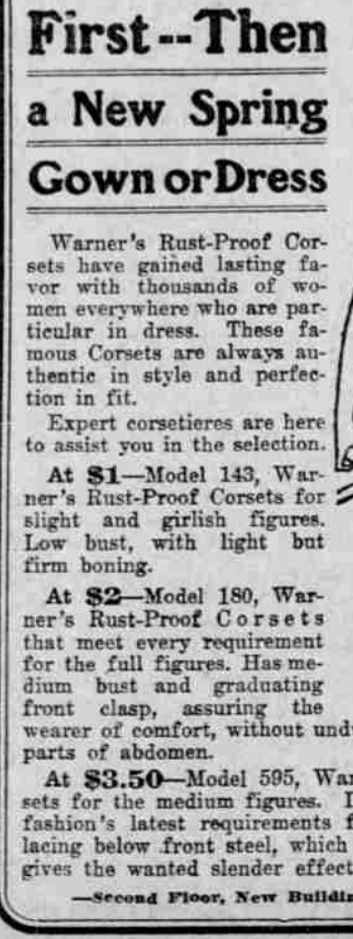 First--Then
a New Spring
Gown or Dress
Warner's Rust-Proof Cor-
sets have gained lasting fa-
vor with thousands of wo-
men everywhere who are par-
ticular in dress. These fa-
mous Corsets are always au-
thentic in style and perfec-
tion in fit.
Expert corsetieres are here
to assist you in the selection.
At $1—Model 143, War-
ner's Rust-Proof Corsets for
slight and girlish figures.
Low bust, with light but
firm boning.
At $2—Model 180, War-
ner's Rust-Proof Corsets
that meet every requirement
for the full figures. Has me-
dium bust and graduating
front clasp, assuring the
wearer of comfort, without
parts of abdomen.
At $3.50—Model 595,
sets for the medium figures.
fashion's latest requirements
lacing below front steel, which
gives the wanted slender effect
—Second Floor, New